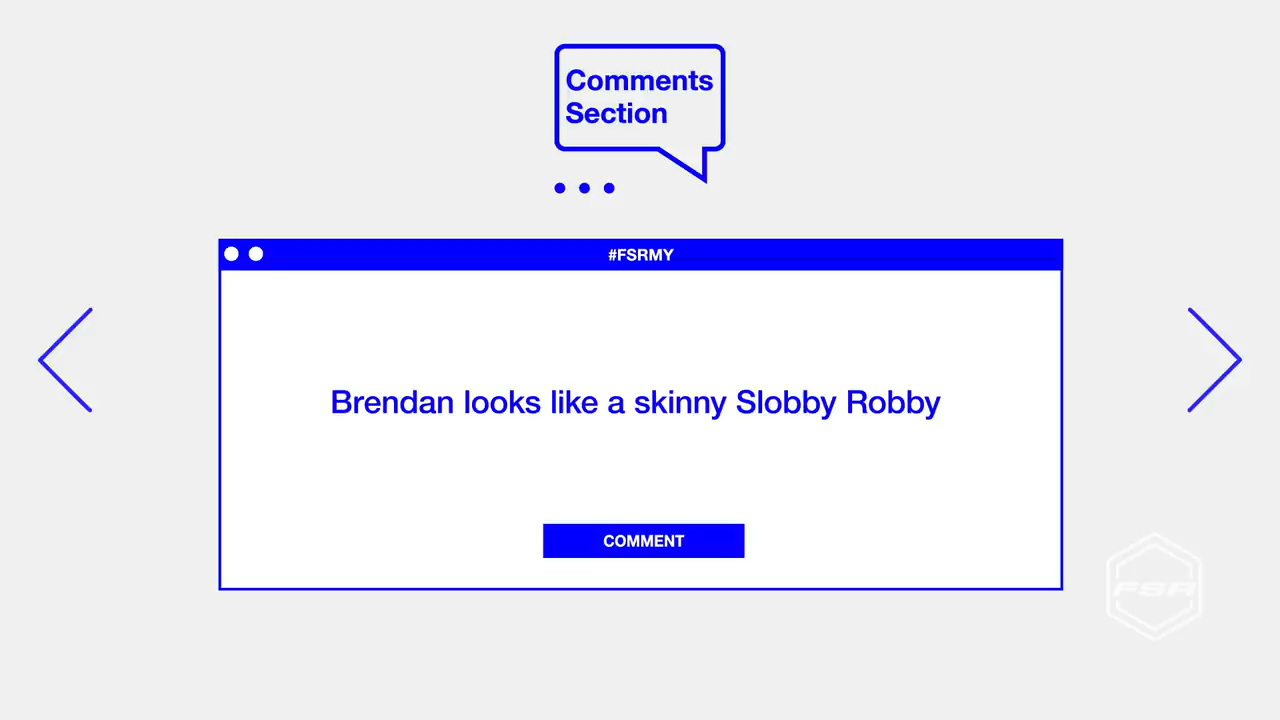 Comments
Section
#FSRMY
Brendan looks like a skinny Slobby Robby
COMMENT
FSR